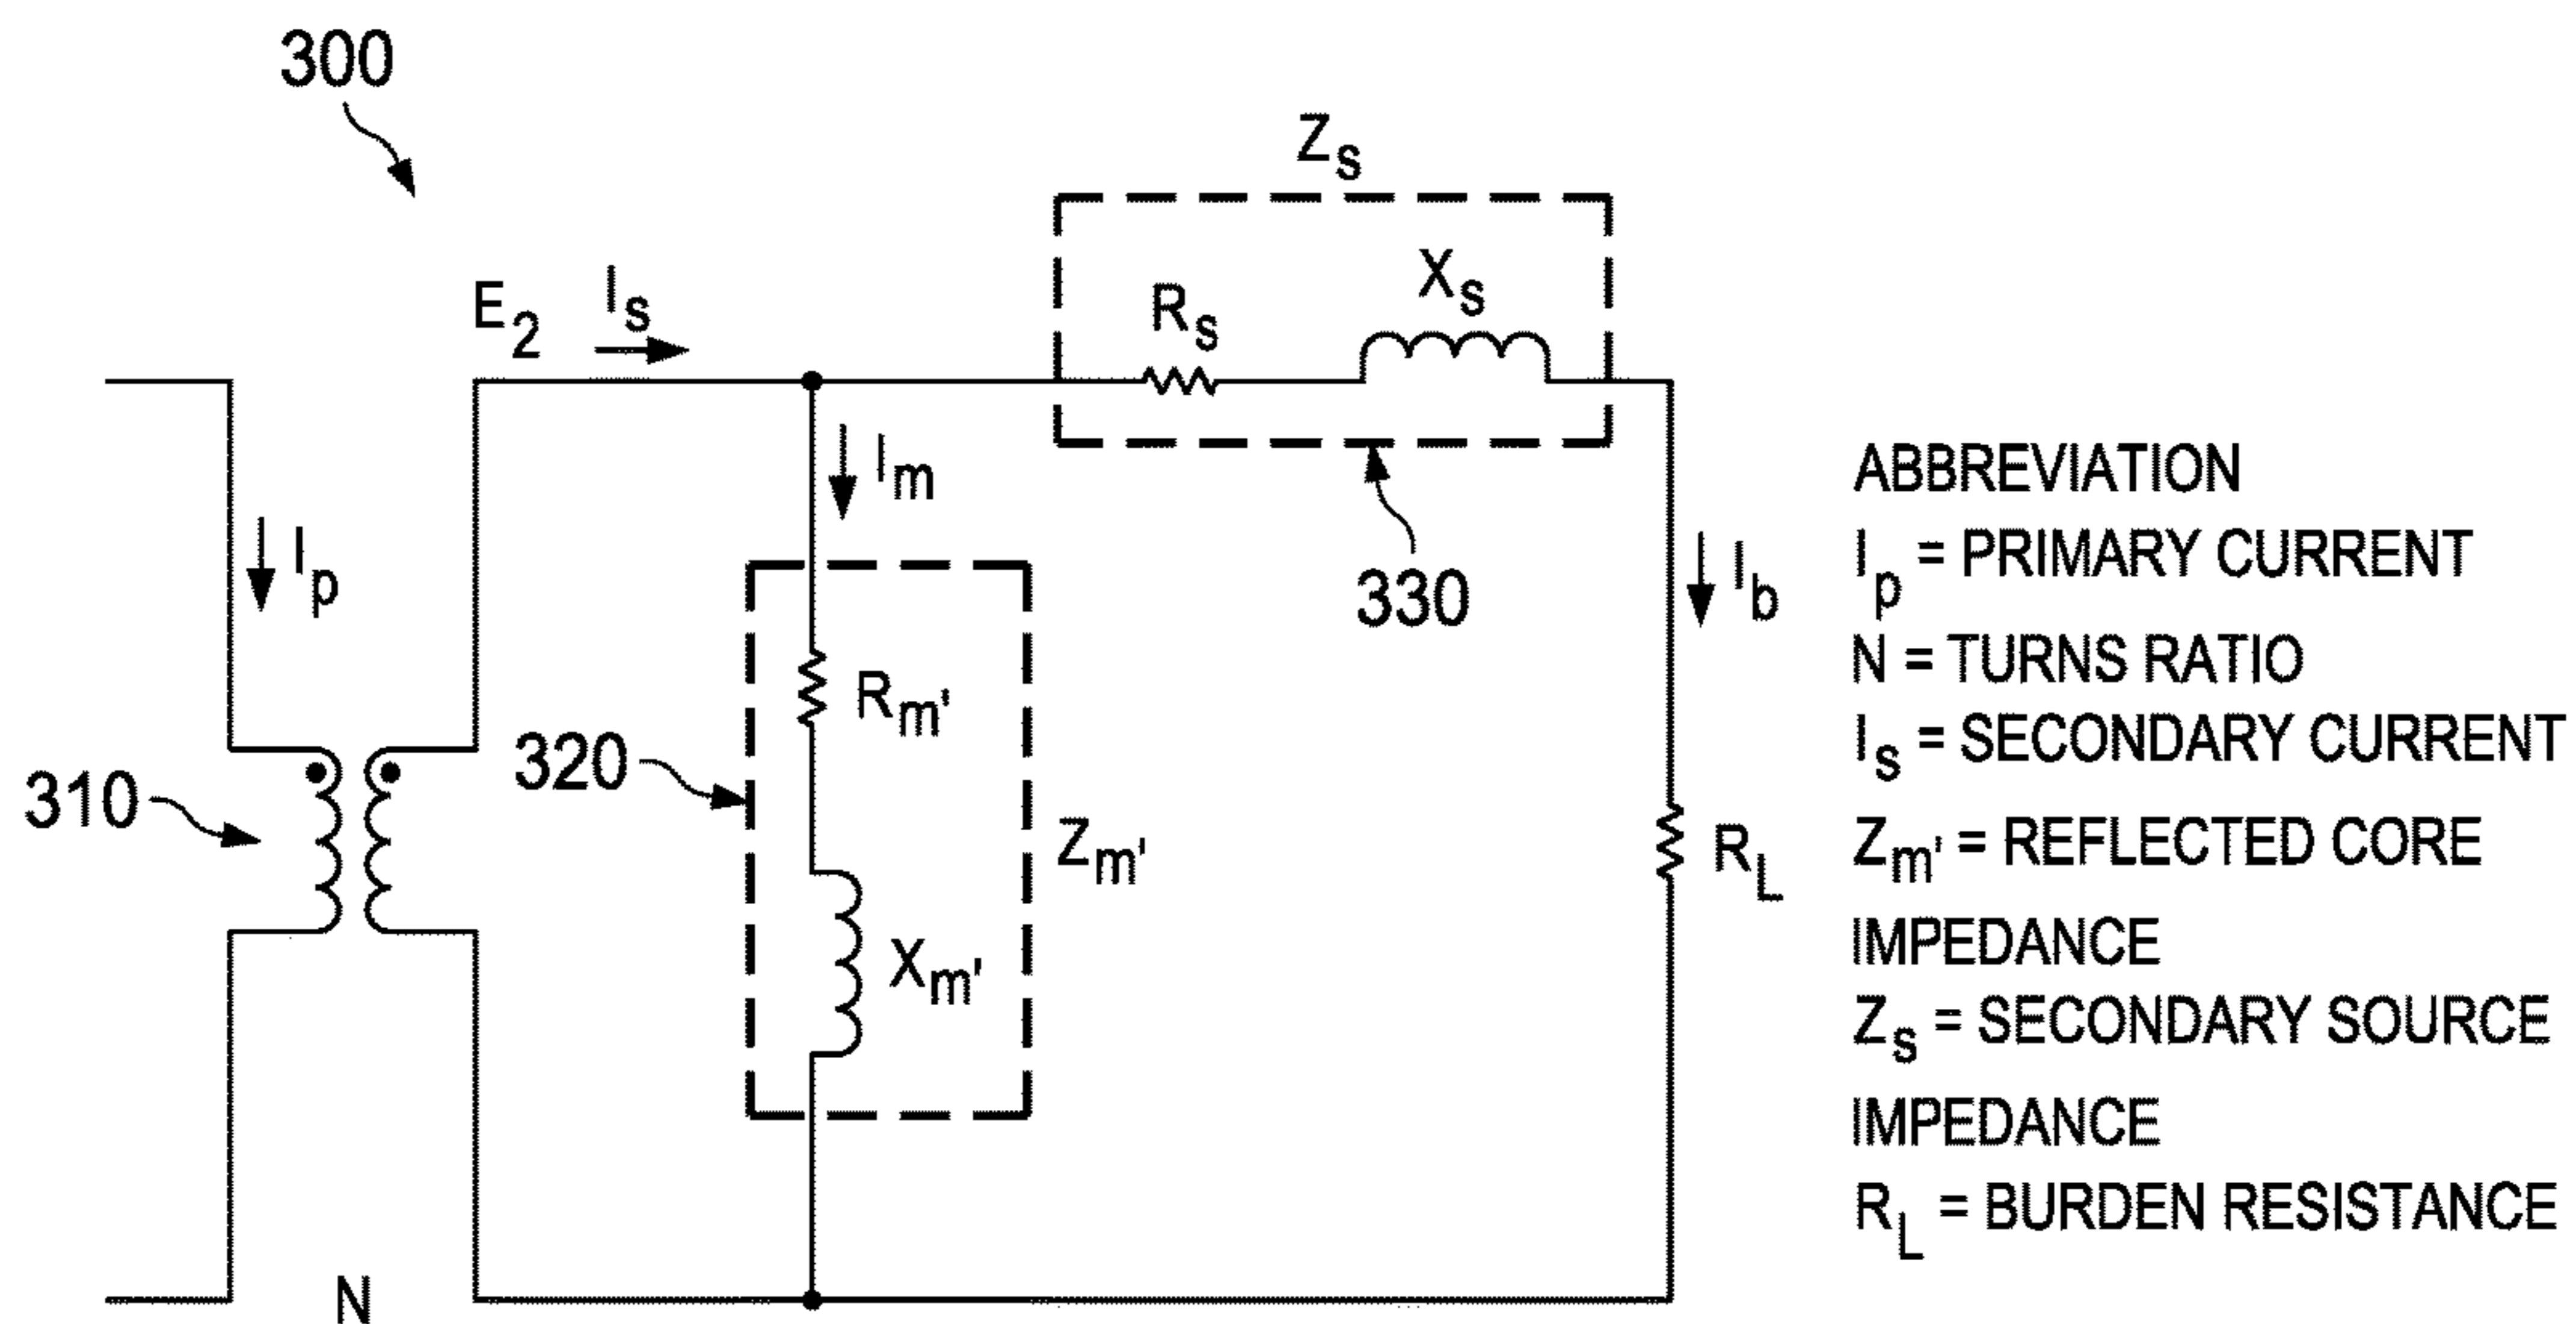 300
Zs
Xs
Rs
E2
Is
Im
Ip
Ib
330
Rm'
320
310
Zm'
RL
Xm'
N
ABBREVIATION
Ip = PRIMARY CURRENT
N = TURNS RATIO
Is = SECONDARY CURRENT
Zm' = REFLECTED CORE
IMPEDANCE
Zs = SECONDARY SOURCE
IMPEDANCE
RL = BURDEN RESISTANCE